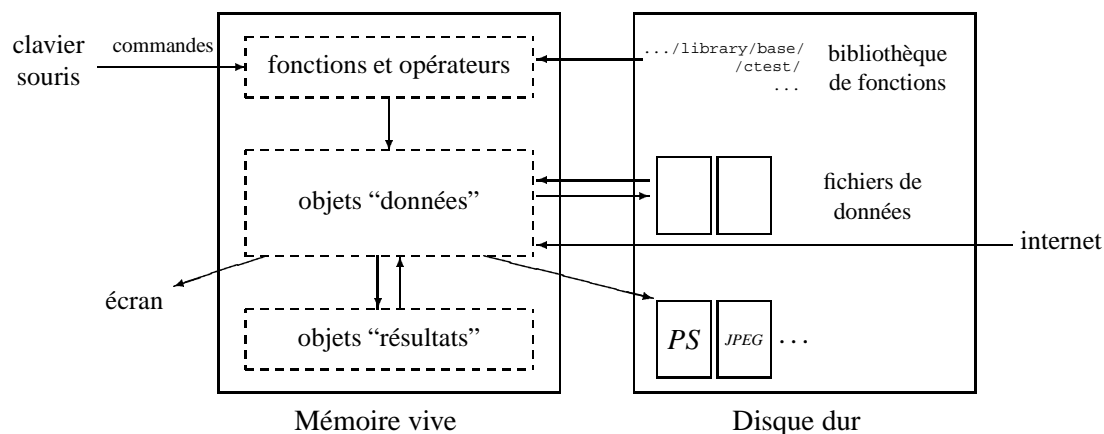 clavier
souris
commandes
fonctions et opérateurs
.../library/base/
/ctest/
...
bibliothèque
de fonctions
objets “données”
fichiers de
données
internet
écran
objets “résultats”
PS
JPEG
...
Mémoire vive
Disque dur